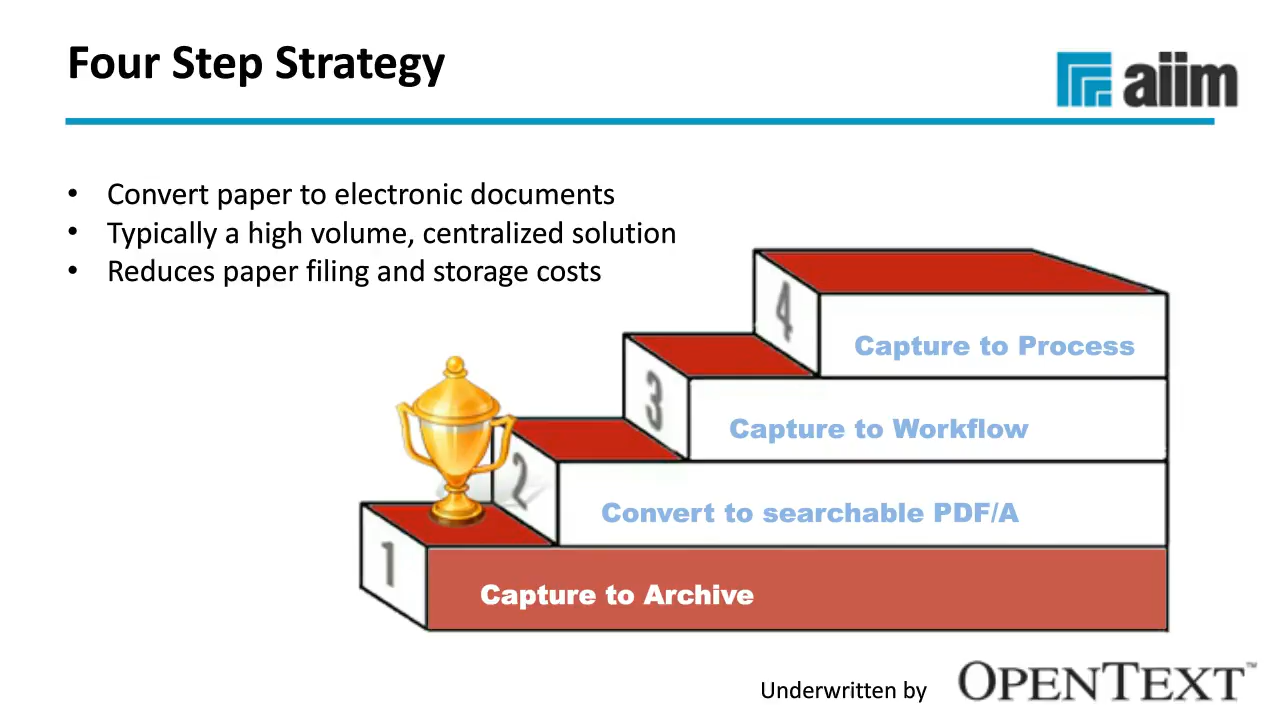 Four Step Strategy
aiim
• Convert paper to electronic documents
• Typically a high volume, centralized solution
• Reduces paper filing and storage costs
4
Capture to Process
3
Capture to Workflow
2
Convert to searchable PDF/A
1
Capture to Archive
Underwritten by OPENTEXT™